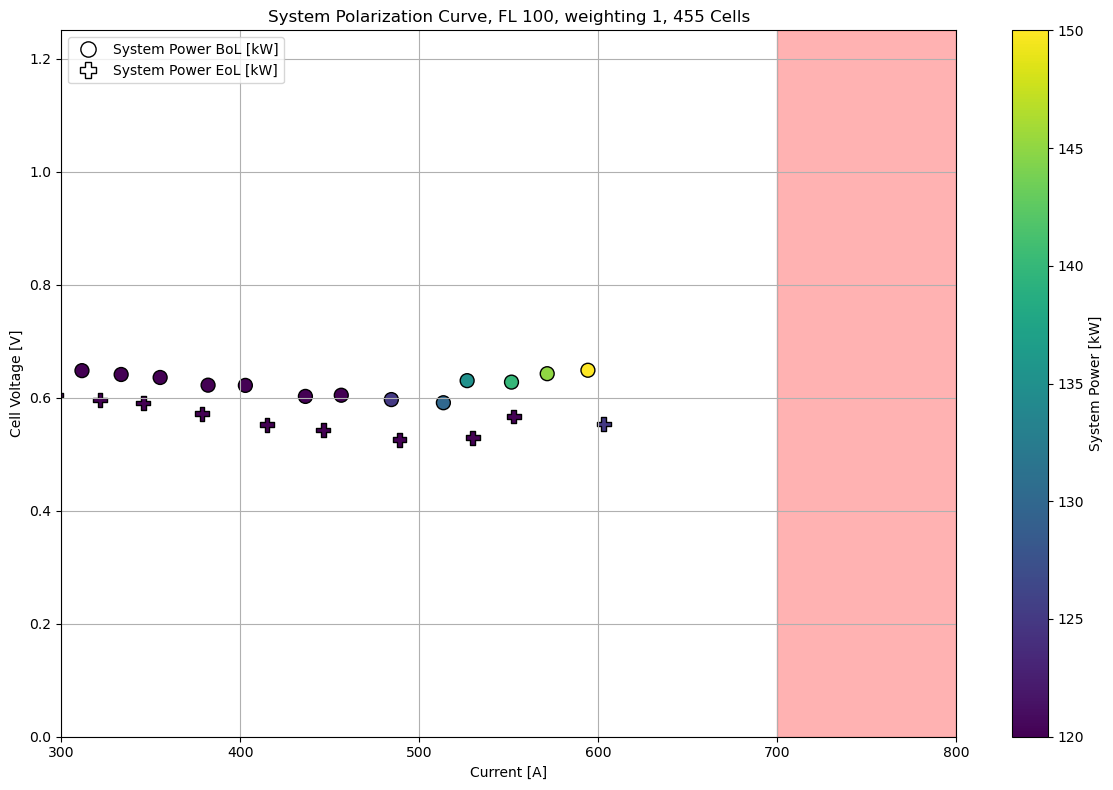 System Polarization Curve, FL 100, weighting 1, 455 Cells
System Power BoL [kW]
System Power EoL [kW]
1.2
1.0
0.8
0.6
0.4
0.2
0.0
Cell Voltage [V]
300 400 500 600 700 800
Current [A]
150
145
140
135
130
125
120
System Power [kW]